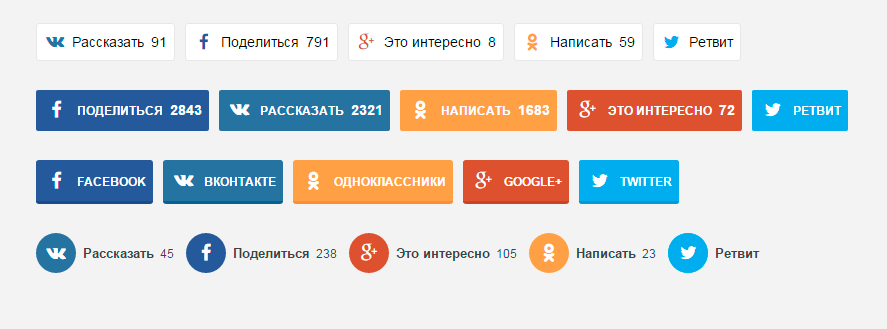 Рассказать 91 Поделиться 791 Это интересно 8 Написать 59 Ретвит
ПОДЕЛИТЬСЯ 2843 РАССКАЗАТЬ 2321 НАПИСАТЬ 1683 ЭТО ИНТЕРЕСНО 72 РЕТВИТ
FACEBOOK ВКОНТАКТЕ ОДНОКЛАССНИКИ GOOGLE+ TWITTER
Рассказать 45 Поделиться 238 Это интересно 105 Написать 23 Ретвит